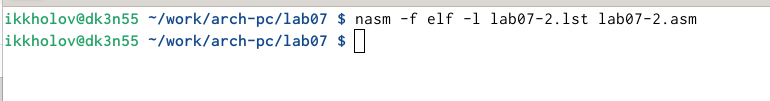 ikkholov@dk3n55 ~/work/arch-pc/lab07 $ nasm -f elf -l lab07-2.lst lab07-2.asm
ikkholov@dk3n55 ~/work/arch-pc/lab07 $